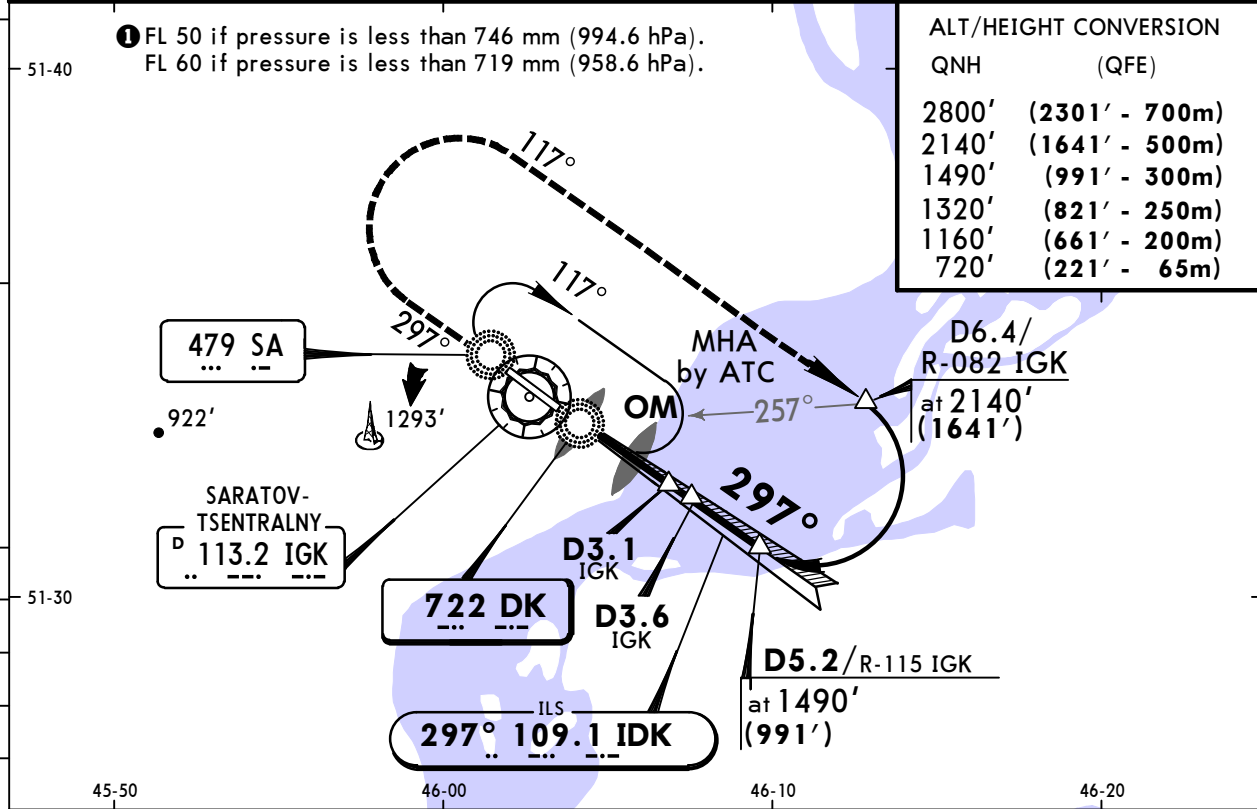 ❶ FL 50 if pressure is less than 746 mm (994.6 hPa).
FL 60 if pressure is less than 719 mm (958.6 hPa).
ALT/HEIGHT CONVERSION
QNH (QFE)
2800' (2301' - 700m)
2140' (1641' - 500m)
1490' (991' - 300m)
1320' (821' - 250m)
1160' (661' - 200m)
720' (221' - 65m)
51-40
117°
117°
297°
479 SA
MHA
by ATC
D6.4/
R-082 IGK
at 2140'
(1641')
OM
257°
922'
1293'
297°
SARATOV-
TSENTRALNY
D 113.2 IGK
D3.1
IGK
51-30
722 DK
D3.6
IGK
D5.2/R-115 IGK
at 1490'
(991')
ILS
297° 109.1 IDK
45-50
46-00
46-10
46-20